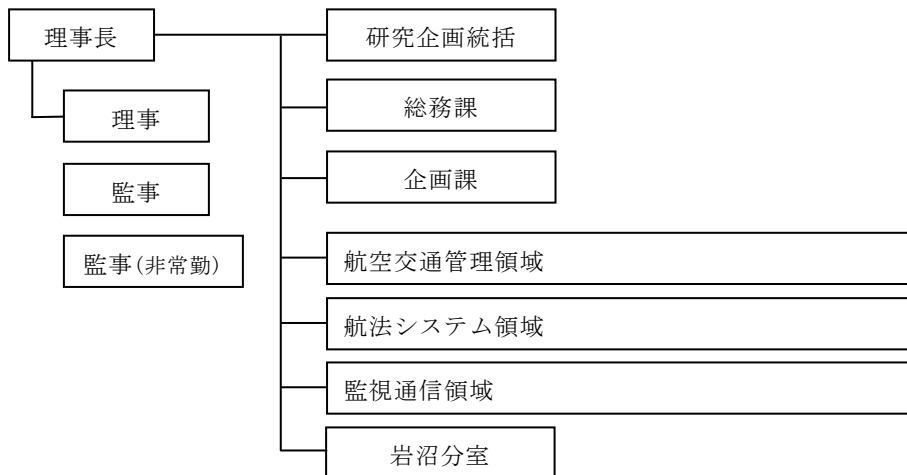 理事長
理事
監事
監事(非常勤)
研究企画統括
総務課
企画課
航空交通管理領域
航法システム領域
監視通信領域
岩沼分室